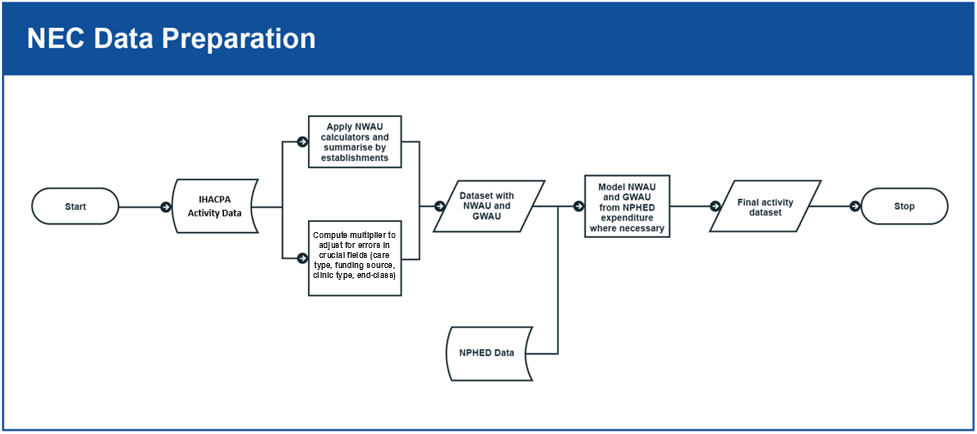 NEC Data Preparation
Start
IHACPA
Activity Data
Apply NWAU
calculators and
summarise by
establishments
Compute multiplier to
adjust for errors in
crucial fields (care
type, funding source,
clinic type, end-class)
Dataset with
NWAU and
GWAU
NPHED Data
Model NWAU
and GWAU
from NPHED
expenditure
where necessary
Final activity
dataset
Stop